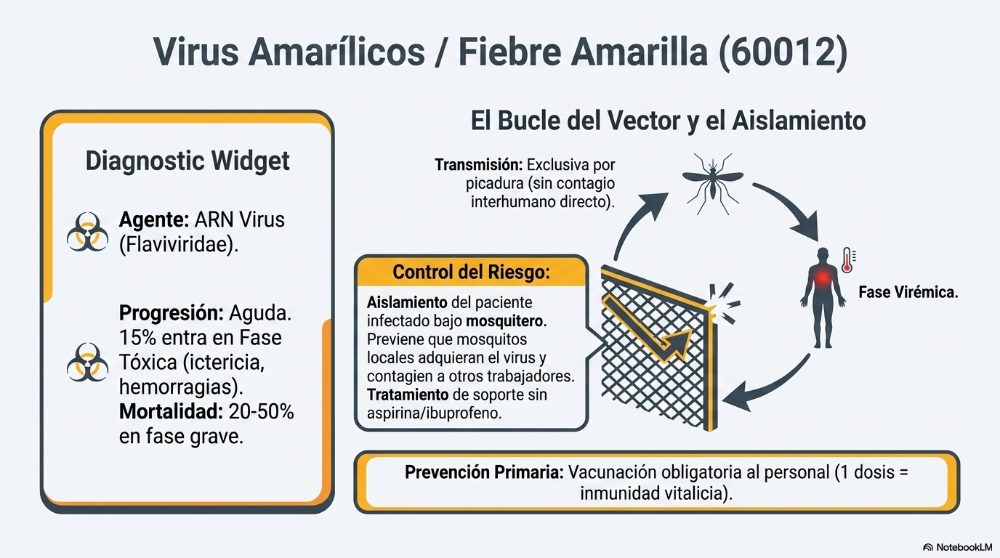 Virus Amarílicos / Fiebre Amarilla (60012)
Diagnostic Widget
Agente: ARN Virus
(Flaviviridae).
Progresión: Aguda.
15% entra en Fase
Tóxica (ictericia,
hemorragias).
Mortalidad: 20-50%
en fase grave.
El Bucle del Vector y el Aislamiento
Transmisión: Exclusiva por
picadura (sin contagio
interhumano directo).
Fase Virémica.
Control del Riesgo:
Aislamiento del paciente
infectado bajo mosquitero.
Previene que mosquitos
locales adquieran el virus y
contagien a otros trabajadores.
Tratamiento de soporte sin
aspirina/ibuprofeno.
Prevención Primaria: Vacunación obligatoria al personal (1 dosis =
inmunidad vitalicia).
NotebookLM